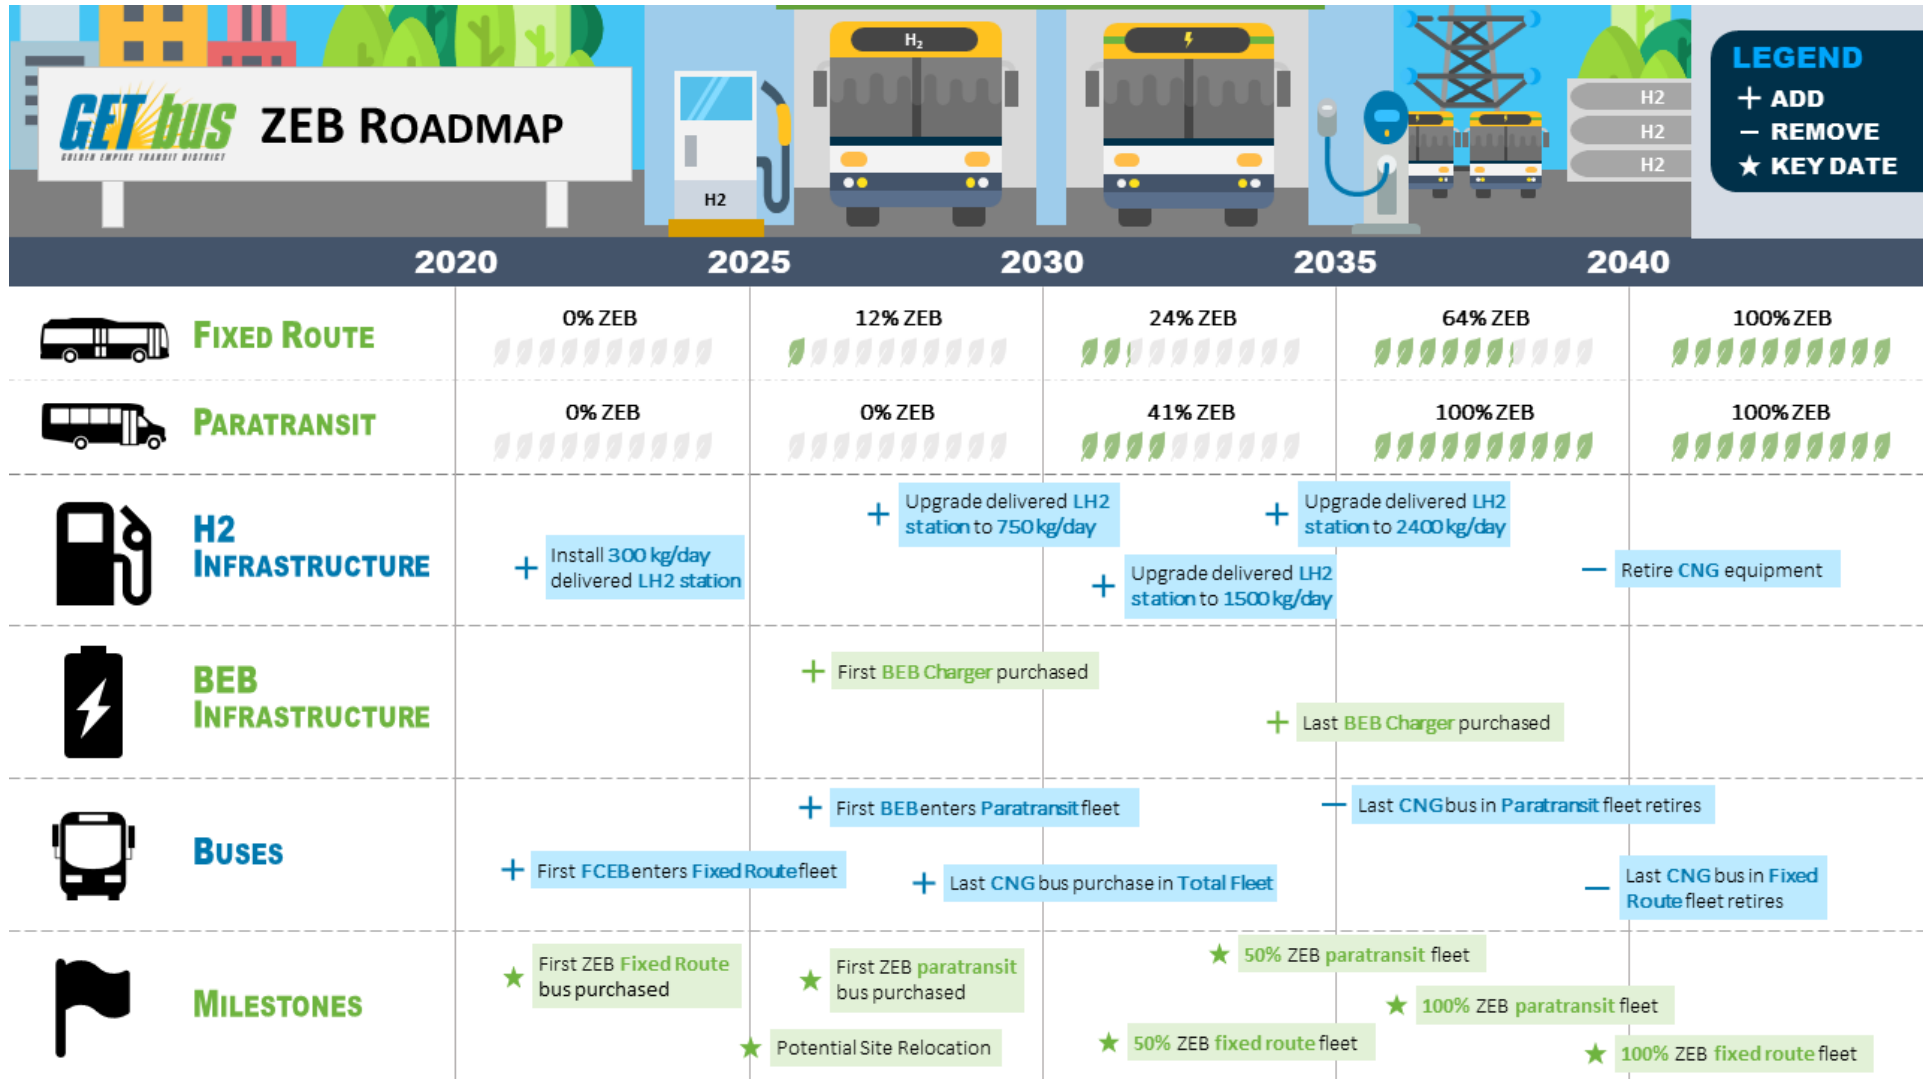 GET bus
GOLDEN EMPIRE TRANSIT DISTRICT
ZEB ROADMAP
H2
H₂
H2
H2
H2
LEGEND
+ ADD
− REMOVE
★ KEY DATE
2020 2025 2030 2035 2040
FIXED ROUTE
0% ZEB 12% ZEB 24% ZEB 64% ZEB 100% ZEB
PARATRANSIT
0% ZEB 0% ZEB 41% ZEB 100% ZEB 100% ZEB
H2
INFRASTRUCTURE
+ Install 300 kg/day
delivered LH2 station
+ Upgrade delivered LH2
station to 750 kg/day
+ Upgrade delivered LH2
station to 1500 kg/day
+ Upgrade delivered LH2
station to 2400 kg/day
− Retire CNG equipment
BEB
INFRASTRUCTURE
+ First BEB Charger purchased
+ Last BEB Charger purchased
BUSES
+ First BEB enters Paratransit fleet
− Last CNG bus in Paratransit fleet retires
+ First FCEB enters Fixed Route fleet
+ Last CNG bus purchase in Total Fleet
− Last CNG bus in Fixed
Route fleet retires
MILESTONES
★ First ZEB Fixed Route
bus purchased
★ First ZEB paratransit
bus purchased
★ Potential Site Relocation
★ 50% ZEB paratransit fleet
★ 100% ZEB paratransit fleet
★ 50% ZEB fixed route fleet
★ 100% ZEB fixed route fleet